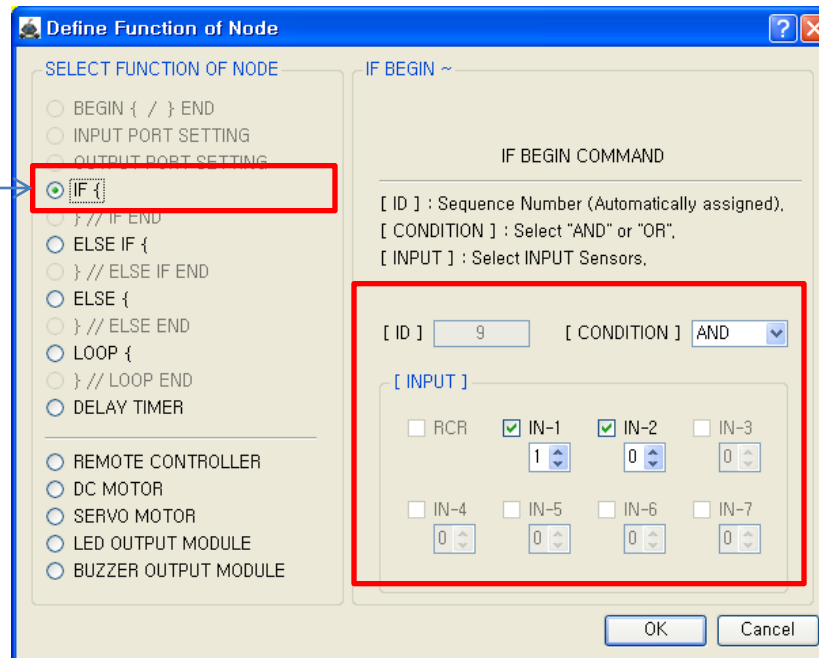 Define Function of Node
SELECT FUNCTION OF NODE
BEGIN { / } END
INPUT PORT SETTING
OUTPUT PORT SETTING
IF {
} // IF END
ELSE IF {
} // ELSE IF END
ELSE {
} // ELSE END
LOOP {
} // LOOP END
DELAY TIMER
REMOTE CONTROLLER
DC MOTOR
SERVO MOTOR
LED OUTPUT MODULE
BUZZER OUTPUT MODULE
IF BEGIN ~
IF BEGIN COMMAND
[ ID ] : Sequence Number (Automatically assigned),
[ CONDITION ] : Select "AND" or "OR",
[ INPUT ] : Select INPUT Sensors,
[ ID ] 9 [ CONDITION ] AND
[ INPUT ]
RCR IN-1 IN-2 IN-3
1 0 0
IN-4 IN-5 IN-6 IN-7
0 0 0 0
OK Cancel